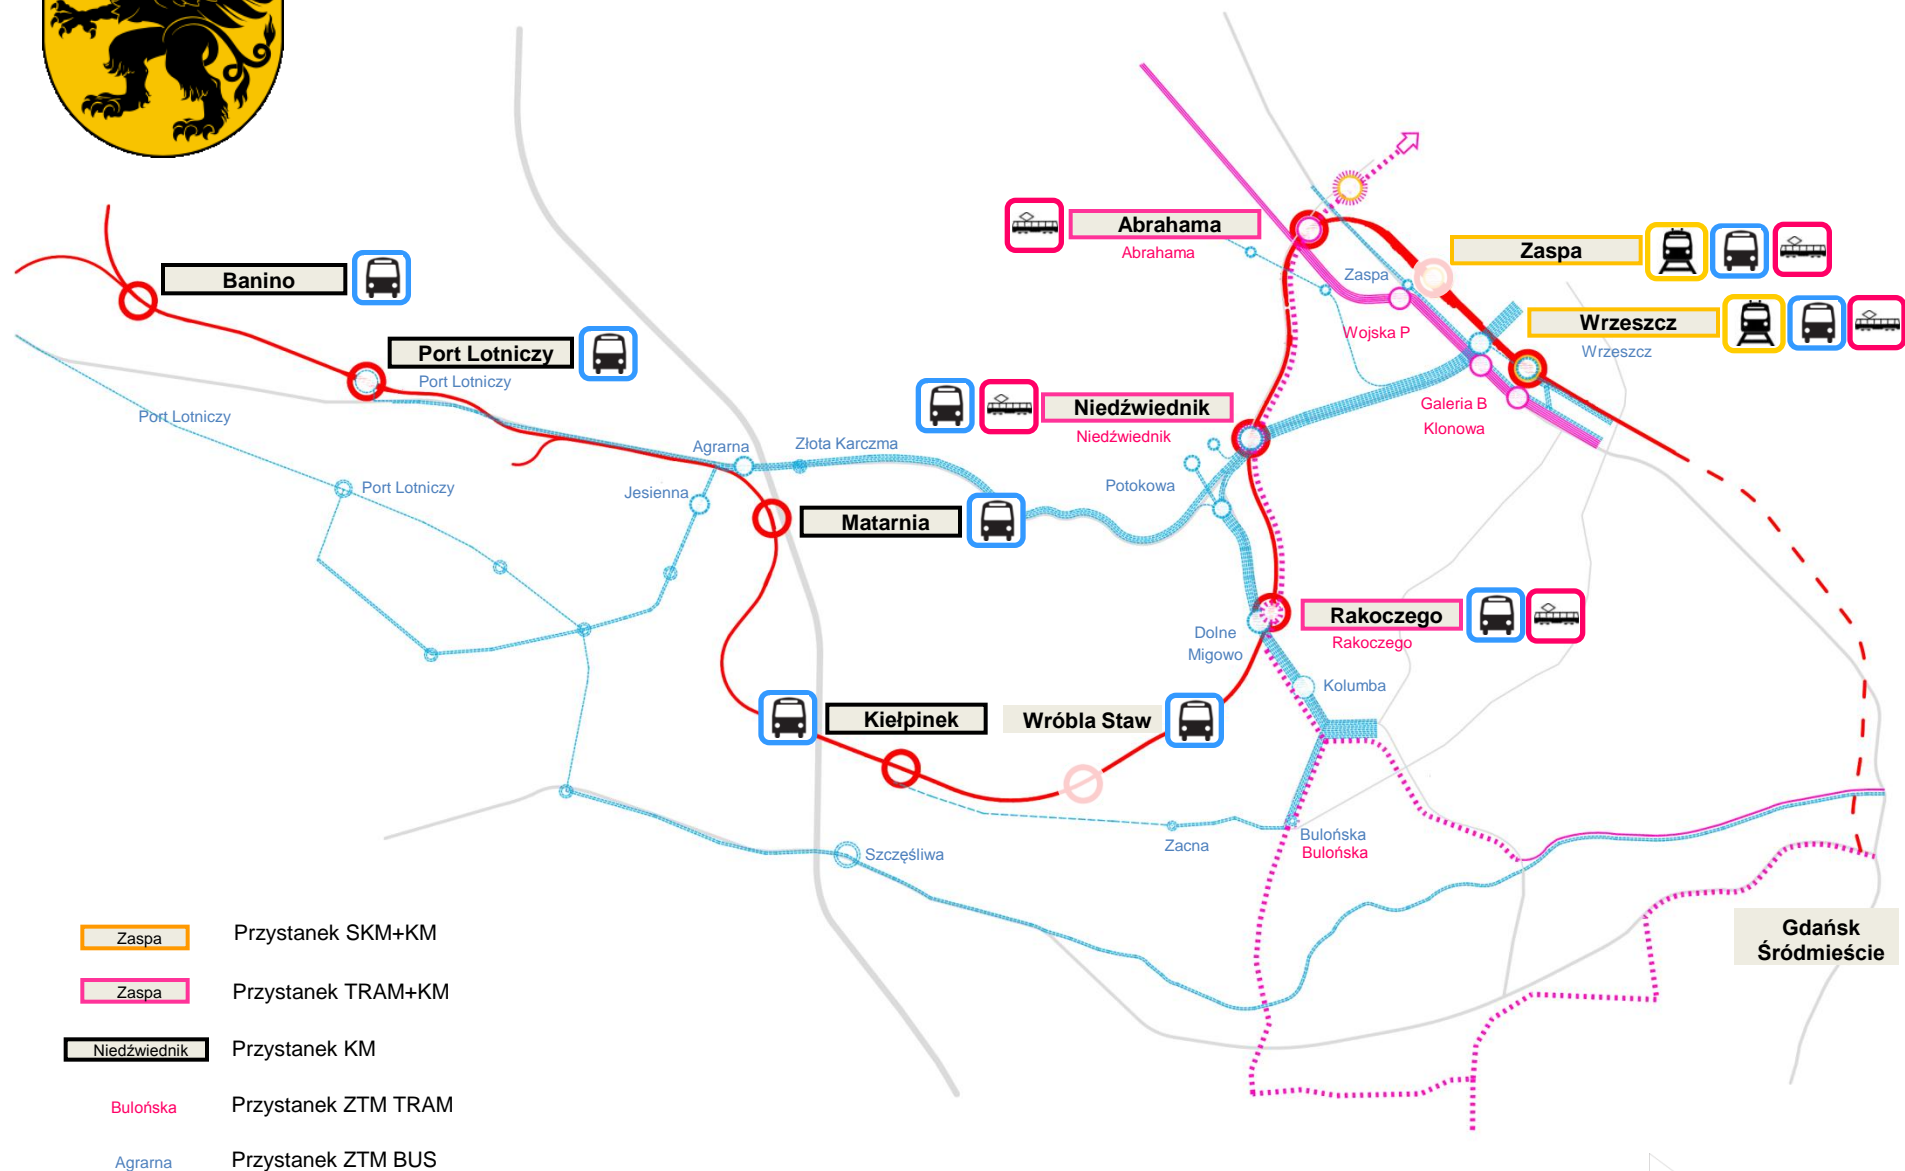 Abrahama
Abrahama
Zaspa
Banino
Zaspa
Wrzeszcz
Wrzeszcz
Port Lotniczy
Port Lotniczy
Wojska P
Port Lotniczy
Niedźwiednik
Niedźwiednik
Galeria B
Klonowa
Agrarna
Złota Karczma
Port Lotniczy
Jesienna
Potokowa
Matarnia
Rakoczego
Rakoczego
Dolne
Migowo
Kolumba
Kiełpinek
Wróbla Staw
Szczęśliwa
Zacna
Bulońska
Bulońska
Gdańsk
Śródmieście
Zaspa Przystanek SKM+KM
Zaspa Przystanek TRAM+KM
Niedźwiednik Przystanek KM
Bulońska Przystanek ZTM TRAM
Agrarna Przystanek ZTM BUS